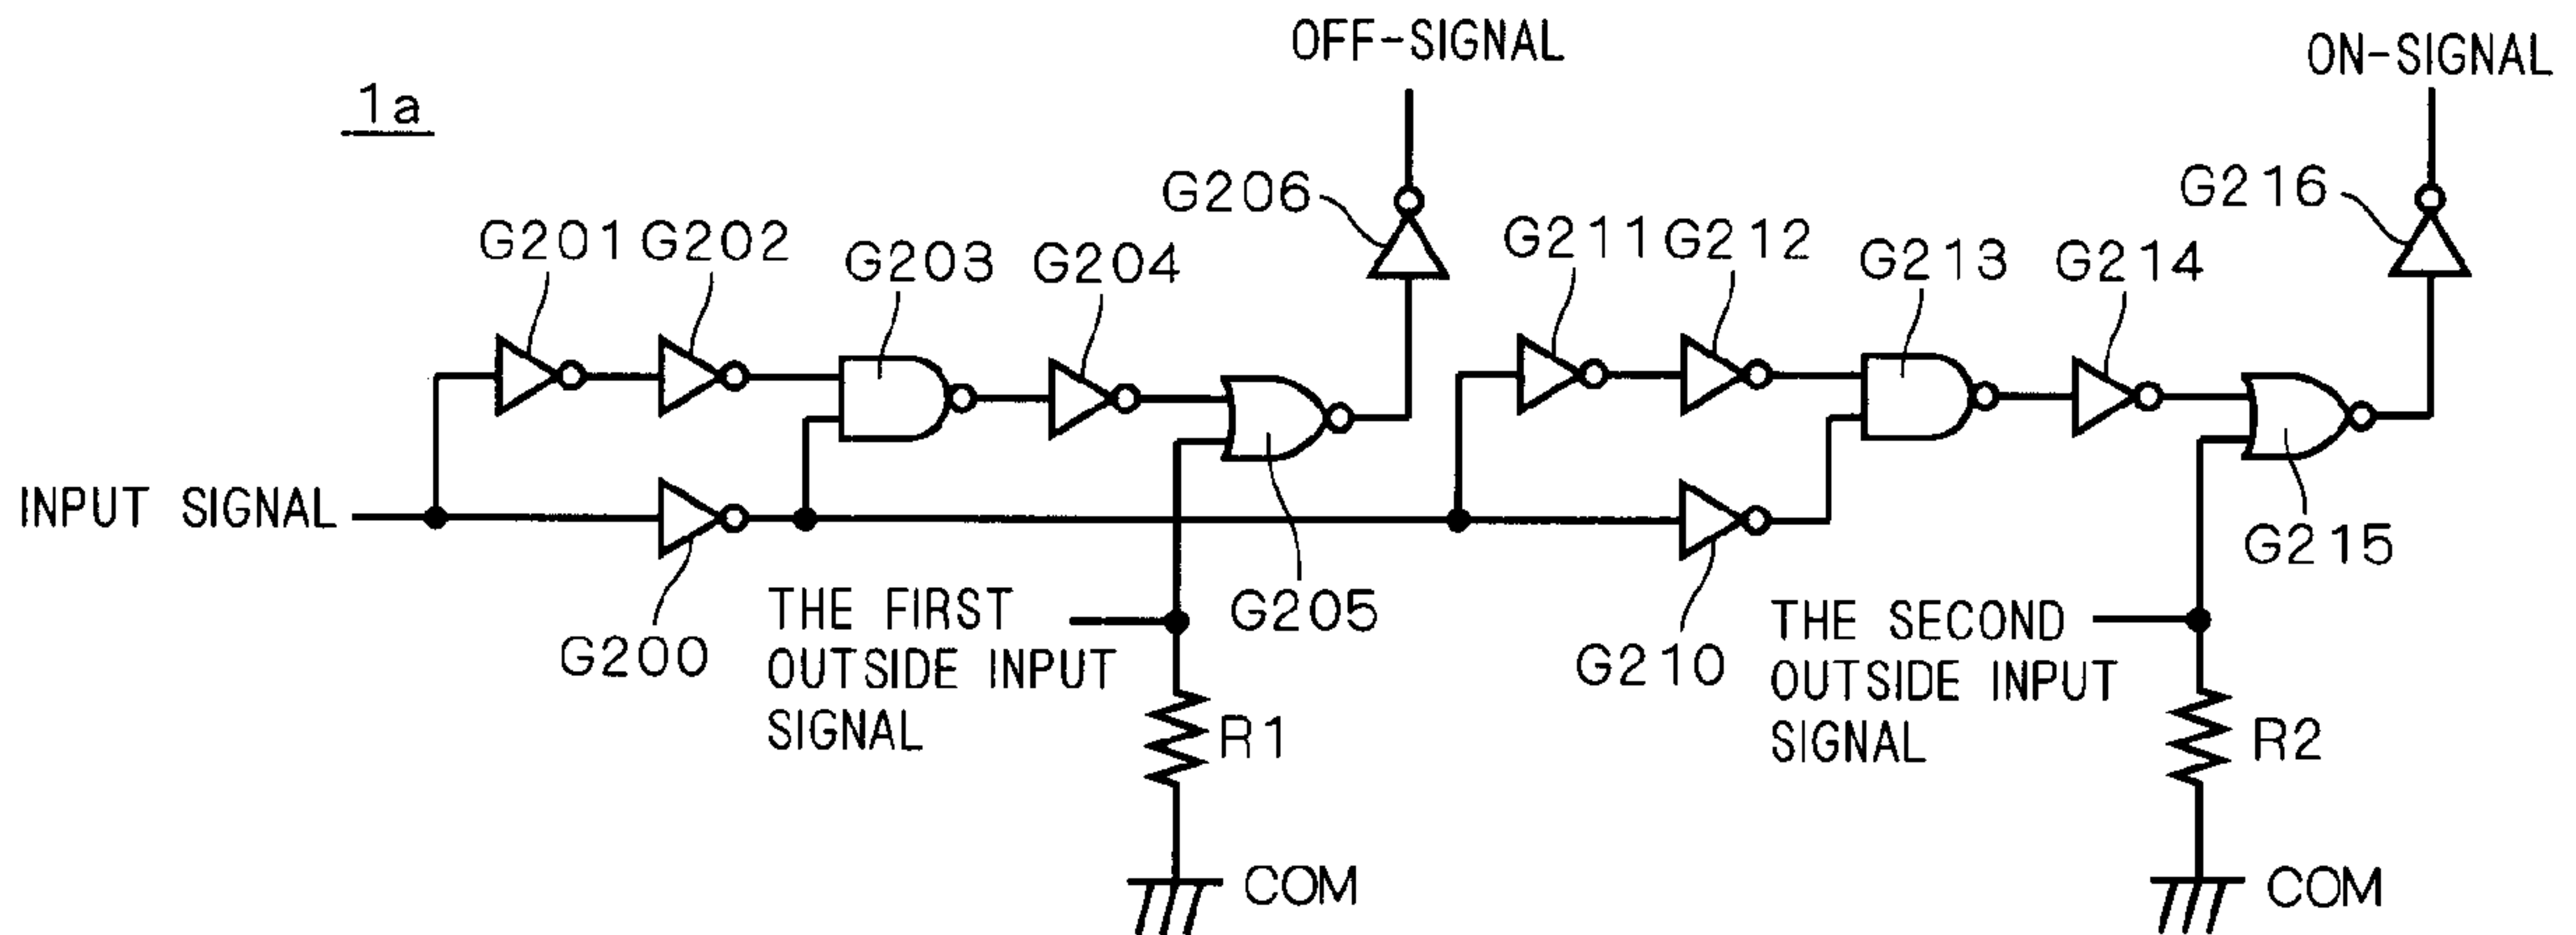 OFF-SIGNAL
ON-SIGNAL
1a
G206
G216
G201
G202
G203
G204
G211
G212
G213
G214
INPUT SIGNAL
G200
THE FIRST
OUTSIDE INPUT
SIGNAL
G205
G210
THE SECOND
OUTSIDE INPUT
SIGNAL
G215
R1
R2
COM
COM